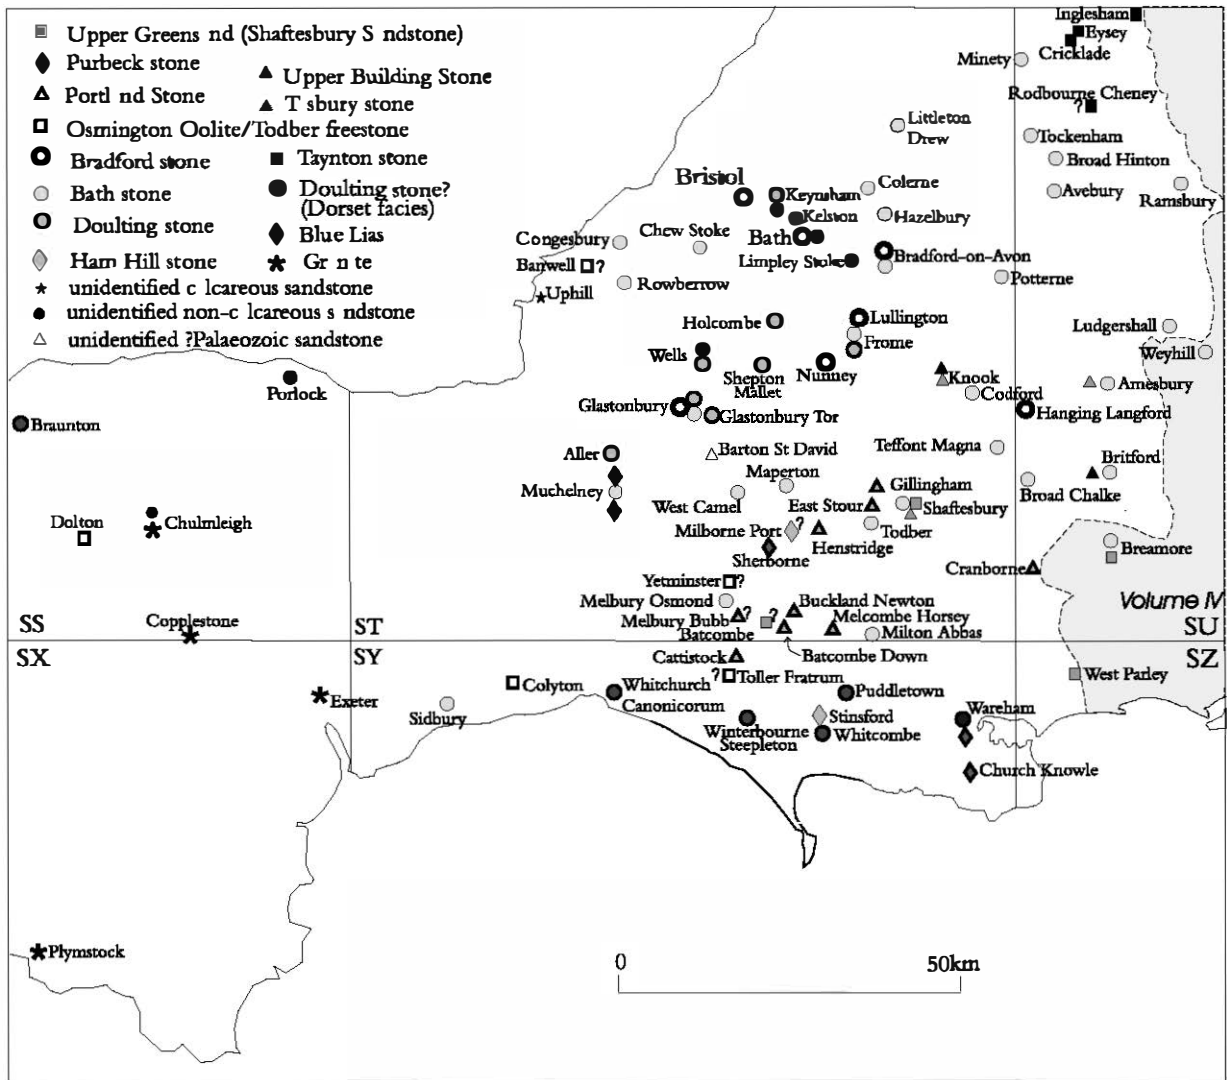 Upper Greens nd (Shaftesbury S ndstone)
Purbeck stone
Upper Building Stone
Portl nd Stone
T sbury stone
Osmington Oolite/Todber freestone
Bradford stone
Taynton stone
Bath stone
Doulting stone?
(Dorset facies)
Doulting stone
Blue Lias
Ham Hill stone
Gr n te
unidentified c lcareous sandstone
unidentified non-c lcareous s ndstone
unidentified ?Palaeozoic sandstone
Inglesham
Eysey
Cricklade
Minety
Rodbourne Cheney
?
Littleton
Drew
Tockenham
Broad Hinton
Bristol
Keynsham
Colerne
Avebury
Ramsbury
Kelston
Hazelbury
Chew Stoke
Congesbury
Bath
Banwell ?
Limpley Stoke
Bradford-on-Avon
Potterne
Rowberrow
Uphill
Holcombe
Lullington
Ludgershall
Frome
Weyhill
Wells
Shepton
Mallet
Nunney
Knook
Amesbury
Porlock
Codford
Glastonbury
Glastonbury Tor
Hanging Langford
Braunton
Aller
Barton St David
Teffont Magna
Britford
Maperton
Muchelney
Gillingham
Broad Chalke
West Camel
East Stour
Shaftesbury
Dolton
Chulmleigh
Milborne Port ?
Todber
Henstridge
Sherborne
Breamore
Cranborne
Yetminster ?
Melbury Osmond
Buckland Newton
Volume IV
Melbury Bubb ?
?
Melcombe Horsey
Copplestone
Batcombe
Milton Abbas
SS
ST
SU
SX
SY
SZ
Cattistock
Batcombe Down
? Toller Fratrum
West Parley
Colyton
Whitchurch
Canonicorum
Puddletown
Exeter
Sidbury
Stinsford
Wareham
Winterbourne
Steepleton
Whitcombe
Church Knowle
Plymstock
0
50km